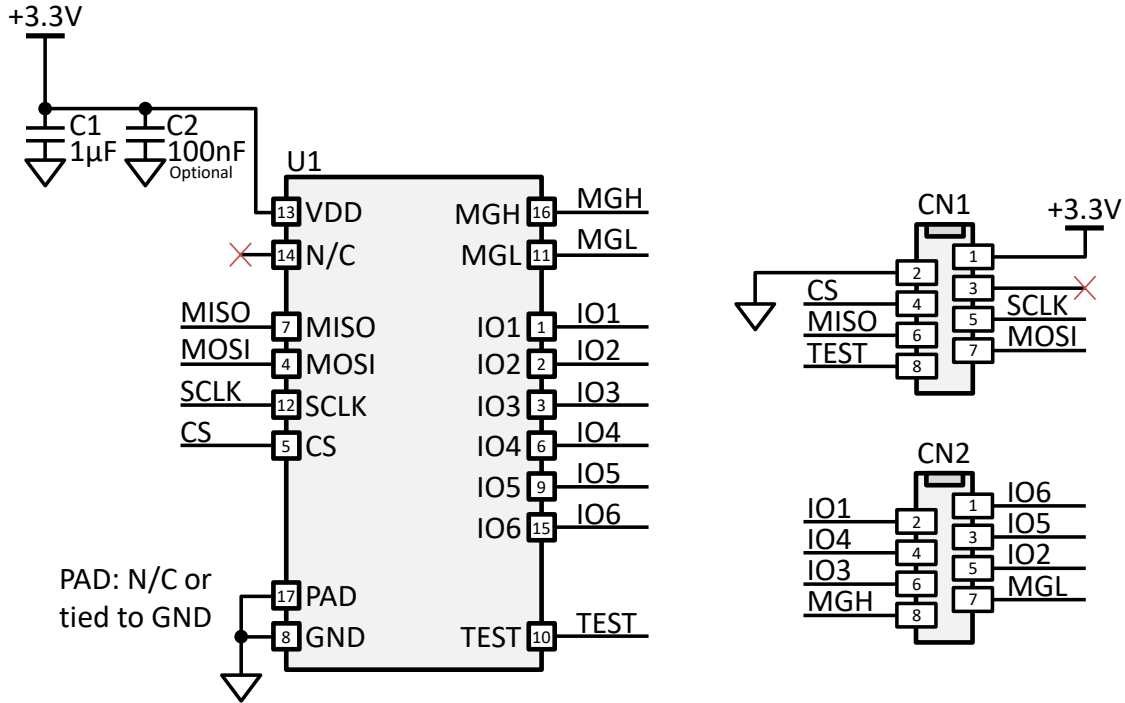 +3.3V
C1
1µF
C2
100nF
Optional
U1
13 VDD
14 N/C
MISO 7 MISO
MOSI 4 MOSI
SCLK 12 SCLK
CS 5 CS
17 PAD
8 GND
PAD: N/C or
tied to GND
MGH 16 MGH
MGL 11 MGL
IO1 1 IO1
IO2 2 IO2
IO3 3 IO3
IO4 6 IO4
IO5 9 IO5
IO6 15 IO6
TEST 10 TEST
CN1
+3.3V
1
2
3
CS 4
5 SCLK
MISO 6
7 MOSI
TEST 8
CN2
1 IO6
IO1 2
3 IO5
IO4 4
5 IO2
IO3 6
7 MGL
MGH 8